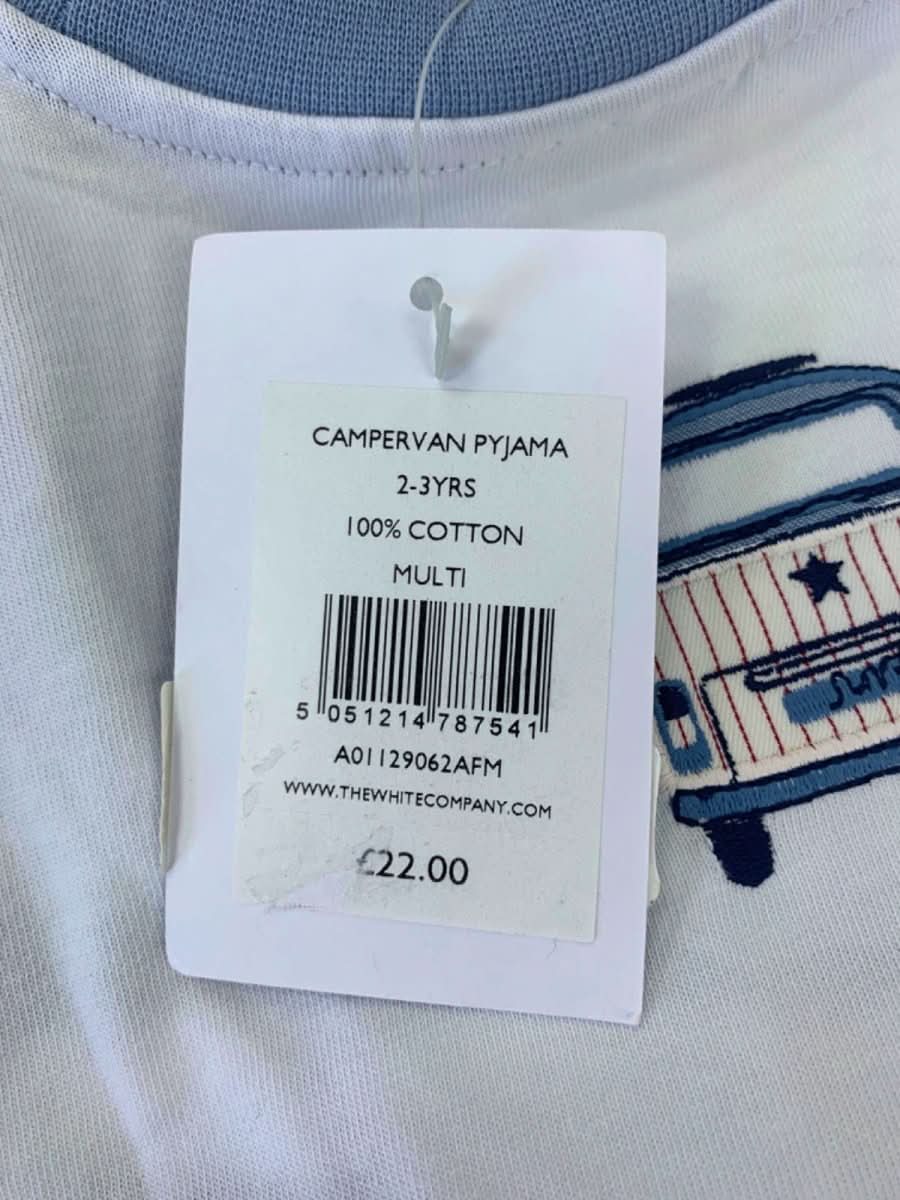 CAMPERVAN PYJAMA
2-3YRS
100% COTTON
MULTI
5 051214 787541
A01129062AFM
WWW.THEWHITECOMPANY.COM
£22.00